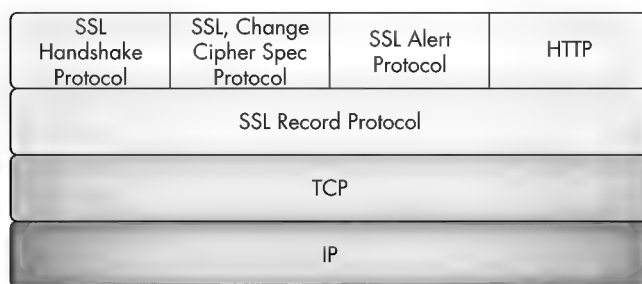 SSL
Handshake
Protocol
SSL, Change
Cipher Spec
Protocol
SSL Alert
Protocol
HTTP
SSL Record Protocol
TCP
IP